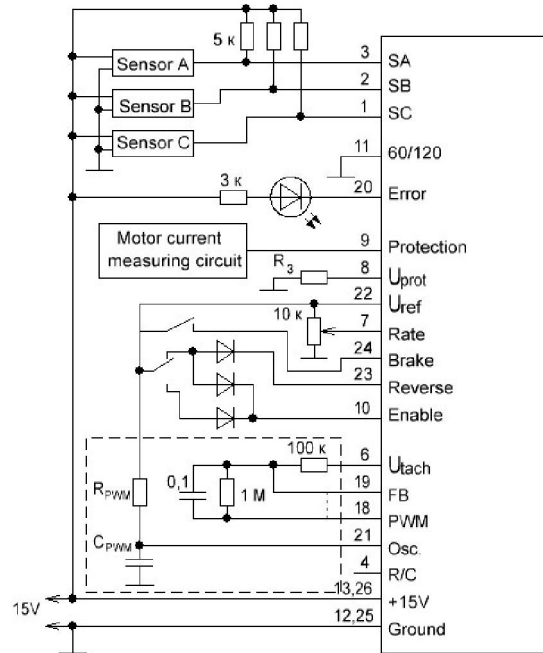 5 к
3
SA
Sensor A
2
SB
Sensor B
1
SC
Sensor C
11
60/120
3 к
20
Error
Motor current
measuring circuit
9
Protection
R3
8
Uprot
22
Uref
10 к
7
Rate
24
Brake
23
Reverse
10
Enable
100 к
6
Utach
0,1
19
FB
RPWM
1 M
18
PWM
CPWM
21
Osc.
4
R/C
13,26
15V
+15V
12,25
Ground